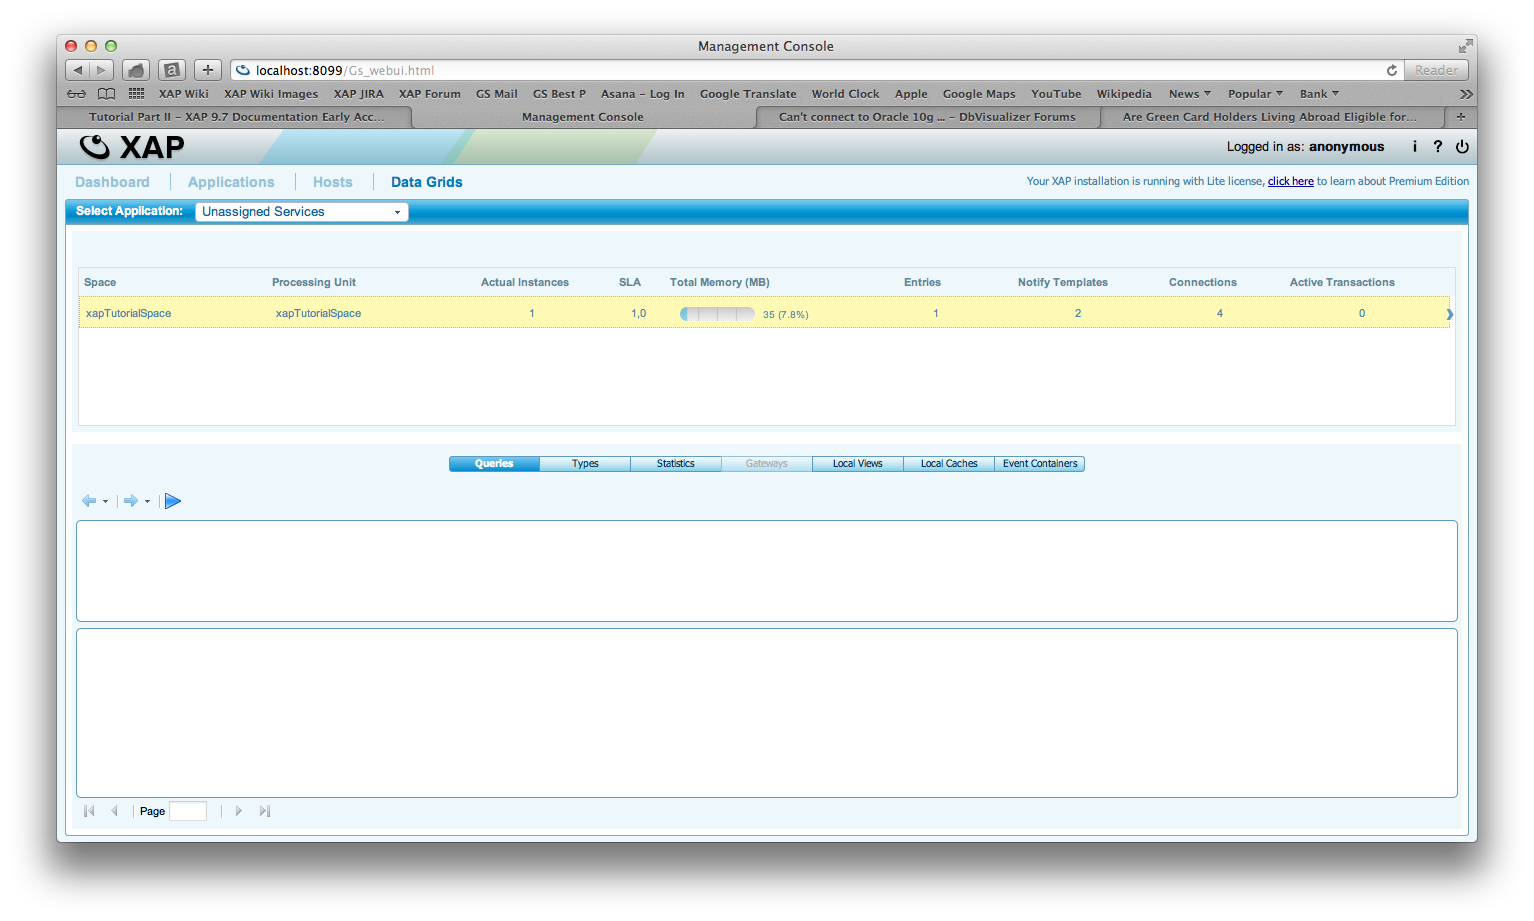 Management Console
localhost:8099/Gs_webui.html
Reader
XAP Wiki XAP Wiki Images XAP JIRA XAP Forum GS Mail GS Best P Asana – Log In Google Translate World Clock Apple Google Maps YouTube Wikipedia News Popular Bank
Tutorial Part II – XAP 9.7 Documentation Early Acc... Management Console Can't connect to Oracle 10g ... – DbVisualizer Forums Are Green Card Holders Living Abroad Eligible for...
XAP
Logged in as: anonymous i ?
Dashboard Applications Hosts Data Grids
Your XAP installation is running with Lite license, click here to learn about Premium Edition
Select Application: Unassigned Services
Space Processing Unit Actual Instances SLA Total Memory (MB) Entries Notify Templates Connections Active Transactions
xapTutorialSpace xapTutorialSpace 1 1,0 35 (7.8%) 1 2 4 0
Queries Types Statistics Gateways Local Views Local Caches Event Containers
Page